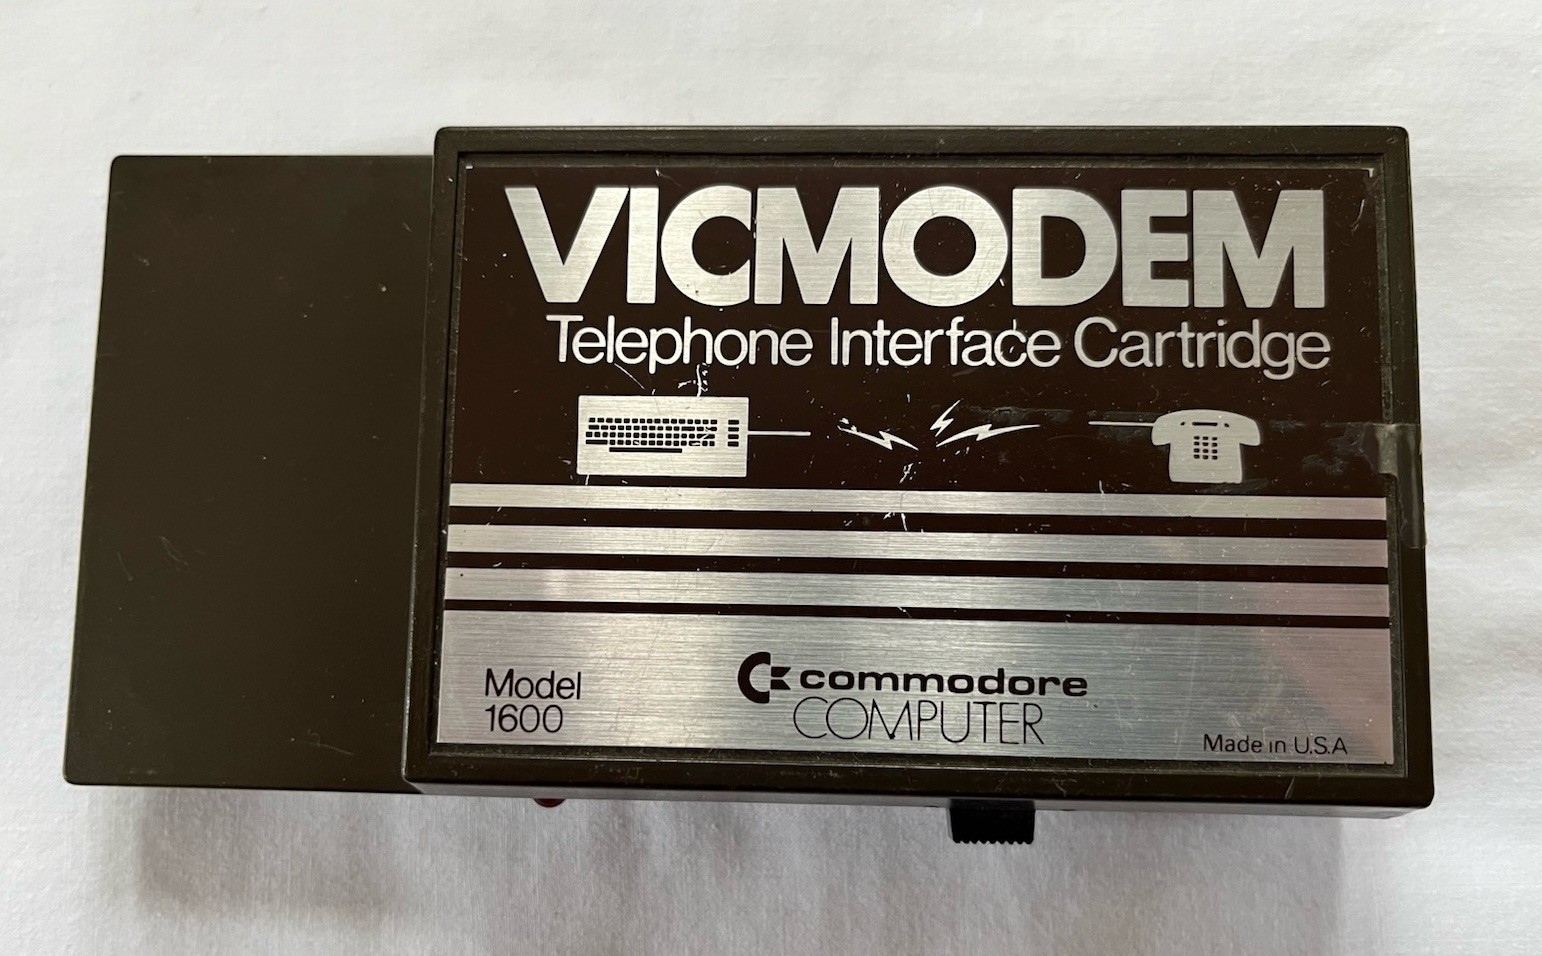 VICMODEM
Telephone Interface Cartridge
Model
1600
commodore
COMPUTER
Made in U.S.A